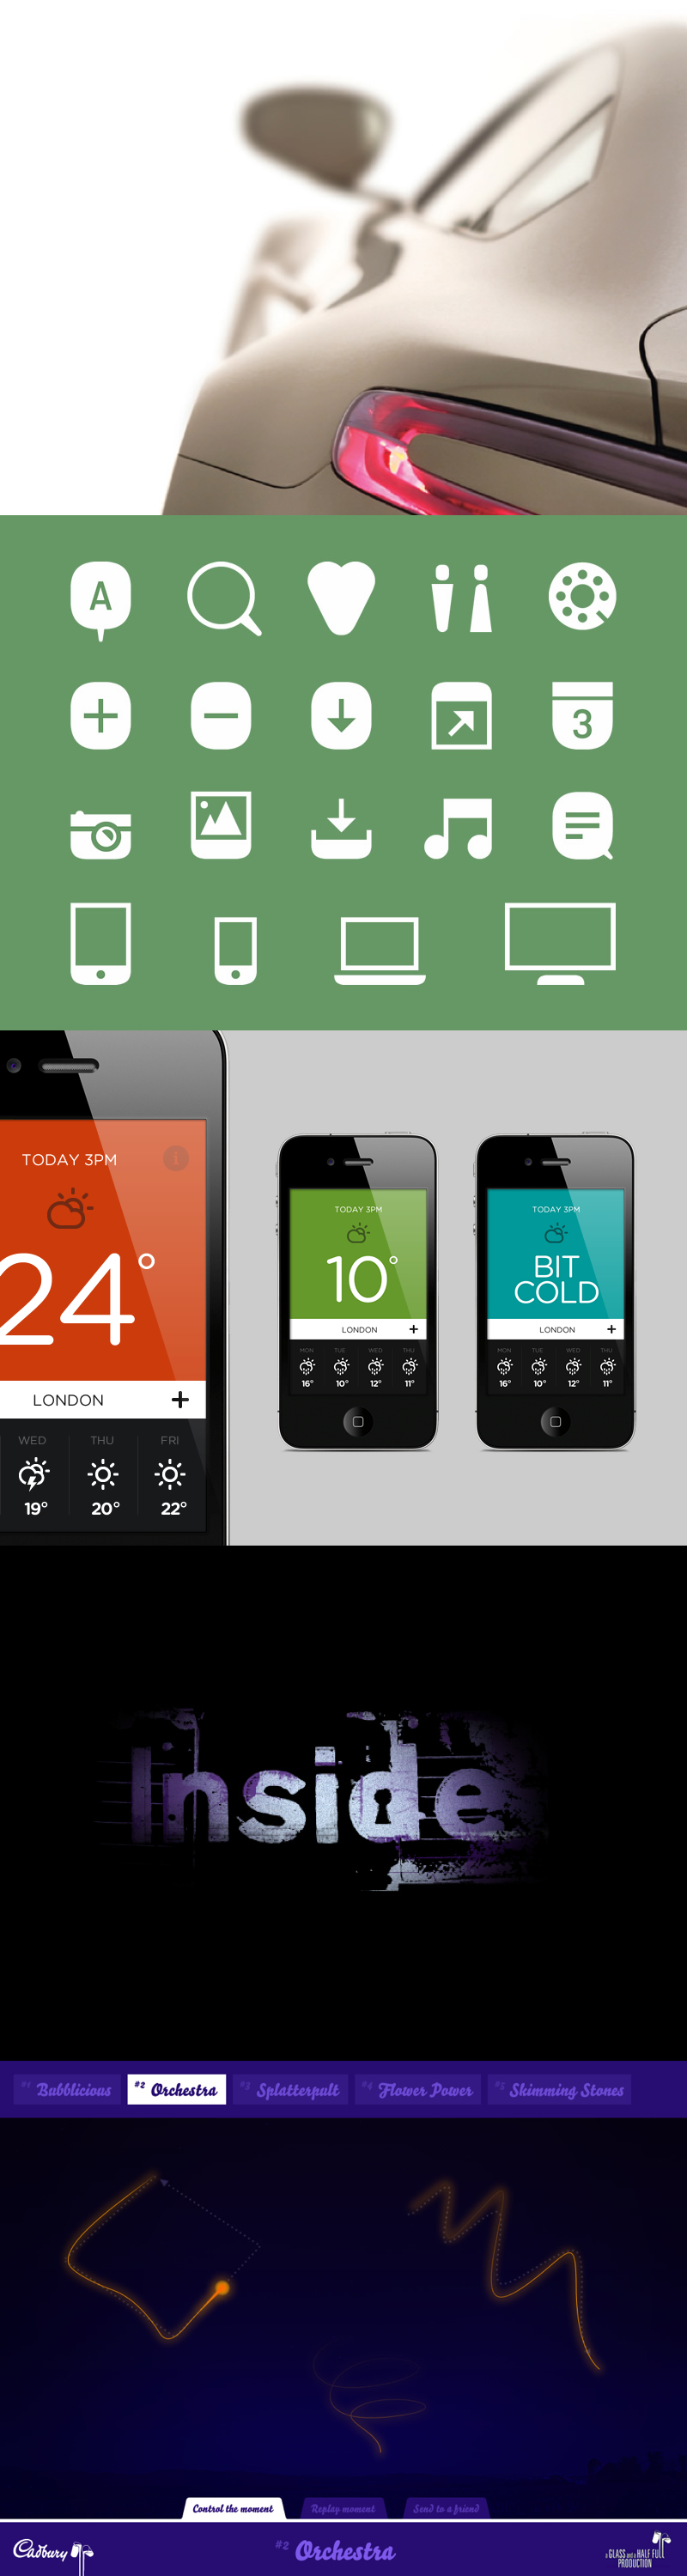 A
3
TODAY 3PM
24°
LONDON +
WED THU FRI
19° 20° 22°
TODAY 3PM
10°
LONDON +
MON TUE WED THU
16° 10° 12° 11°
TODAY 3PM
BIT
COLD
LONDON +
MON TUE WED THU
16° 10° 12° 11°
Inside
#1 Bubblicious #2 Orchestra #3 Splatterpult #4 Flower Power #5 Skimming Stones
Control the moment Replay moment Send to a friend
Cadbury
#2 Orchestra
a GLASS and a HALF FULL
PRODUCTION